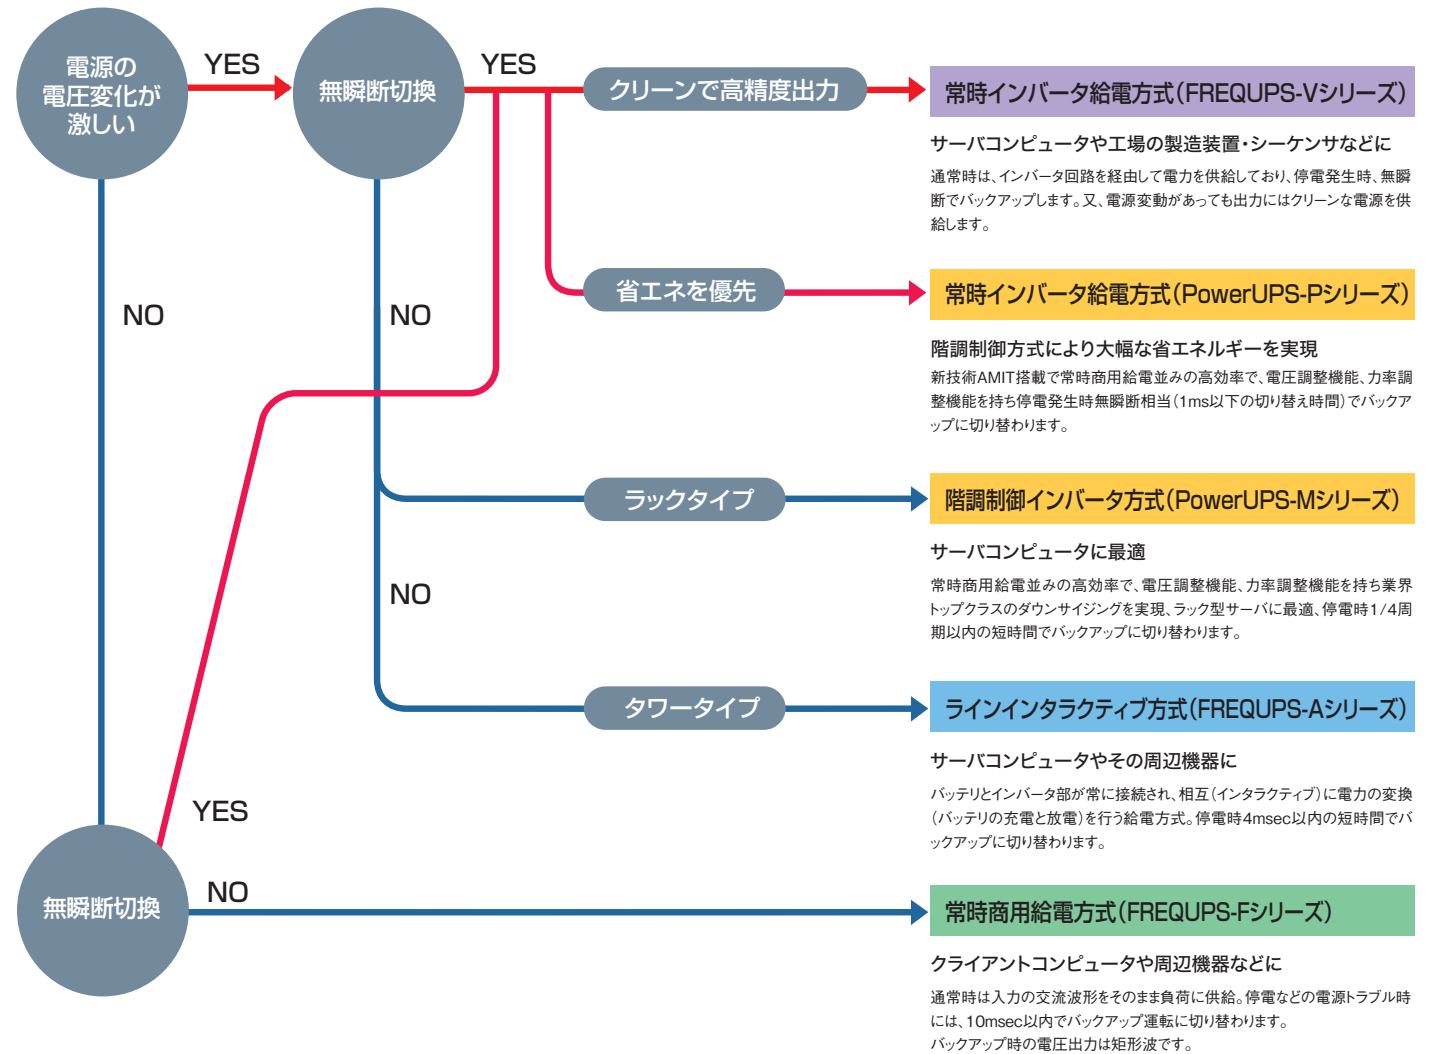 電源の
電圧変化が
激しい
YES
無瞬断切換
YES
クリーンで高精度出力
常時インバータ給電方式(FREQUPS-Vシリーズ)
サーバコンピュータや工場の製造装置・シーケンサなどに
通常時は、インバータ回路を経由して電力を供給しており、停電発生時、無瞬
断でバックアップします。又、電源変動があっても出力にはクリーンな電源を供
給します。
NO
NO
省エネを優先
常時インバータ給電方式(PowerUPS-Pシリーズ)
階調制御方式により大幅な省エネルギーを実現
新技術AMIT搭載で常時商用給電並みの高効率で、電圧調整機能、力率調
整機能を持ち停電発生時無瞬断相当(1ms以下の切り替え時間)でバックア
ップに切り替わります。
ラックタイプ
階調制御インバータ方式(PowerUPS-Mシリーズ)
サーバコンピュータに最適
常時商用給電並みの高効率で、電圧調整機能、力率調整機能を持ち業界
トップクラスのダウンサイジングを実現、ラック型サーバに最適、停電時1/4周
期以内の短時間でバックアップに切り替わります。
NO
タワータイプ
ラインインタラクティブ方式(FREQUPS-Aシリーズ)
サーバコンピュータやその周辺機器に
バッテリとインバータ部が常に接続され、相互(インタラクティブ)に電力の変換
(バッテリの充電と放電)を行う給電方式。停電時4msec以内の短時間でバ
ックアップに切り替わります。
YES
無瞬断切換
NO
常時商用給電方式(FREQUPS-Fシリーズ)
クライアントコンピュータや周辺機器などに
通常時は入力の交流波形をそのまま負荷に供給。停電などの電源トラブル時
には、10msec以内でバックアップ運転に切り替わります。
バックアップ時の電圧出力は矩形波です。